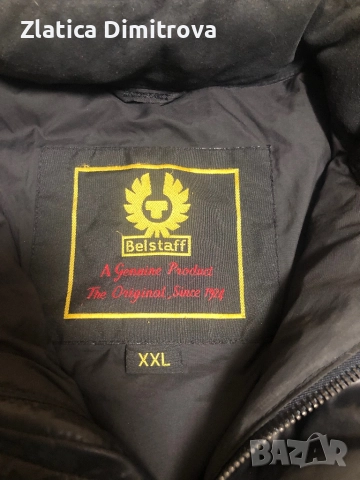 Zlatica Dimitrova
Belstaff
A Genuine Product
The Original Since 1924
XXL
BAZAR